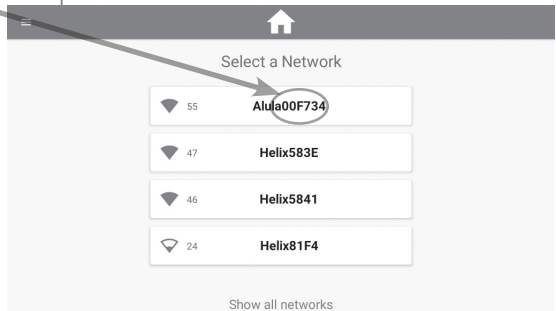 Select a Network
55 Alula00F734
47 Helix583E
46 Helix5841
24 Helix81F4
Show all networks